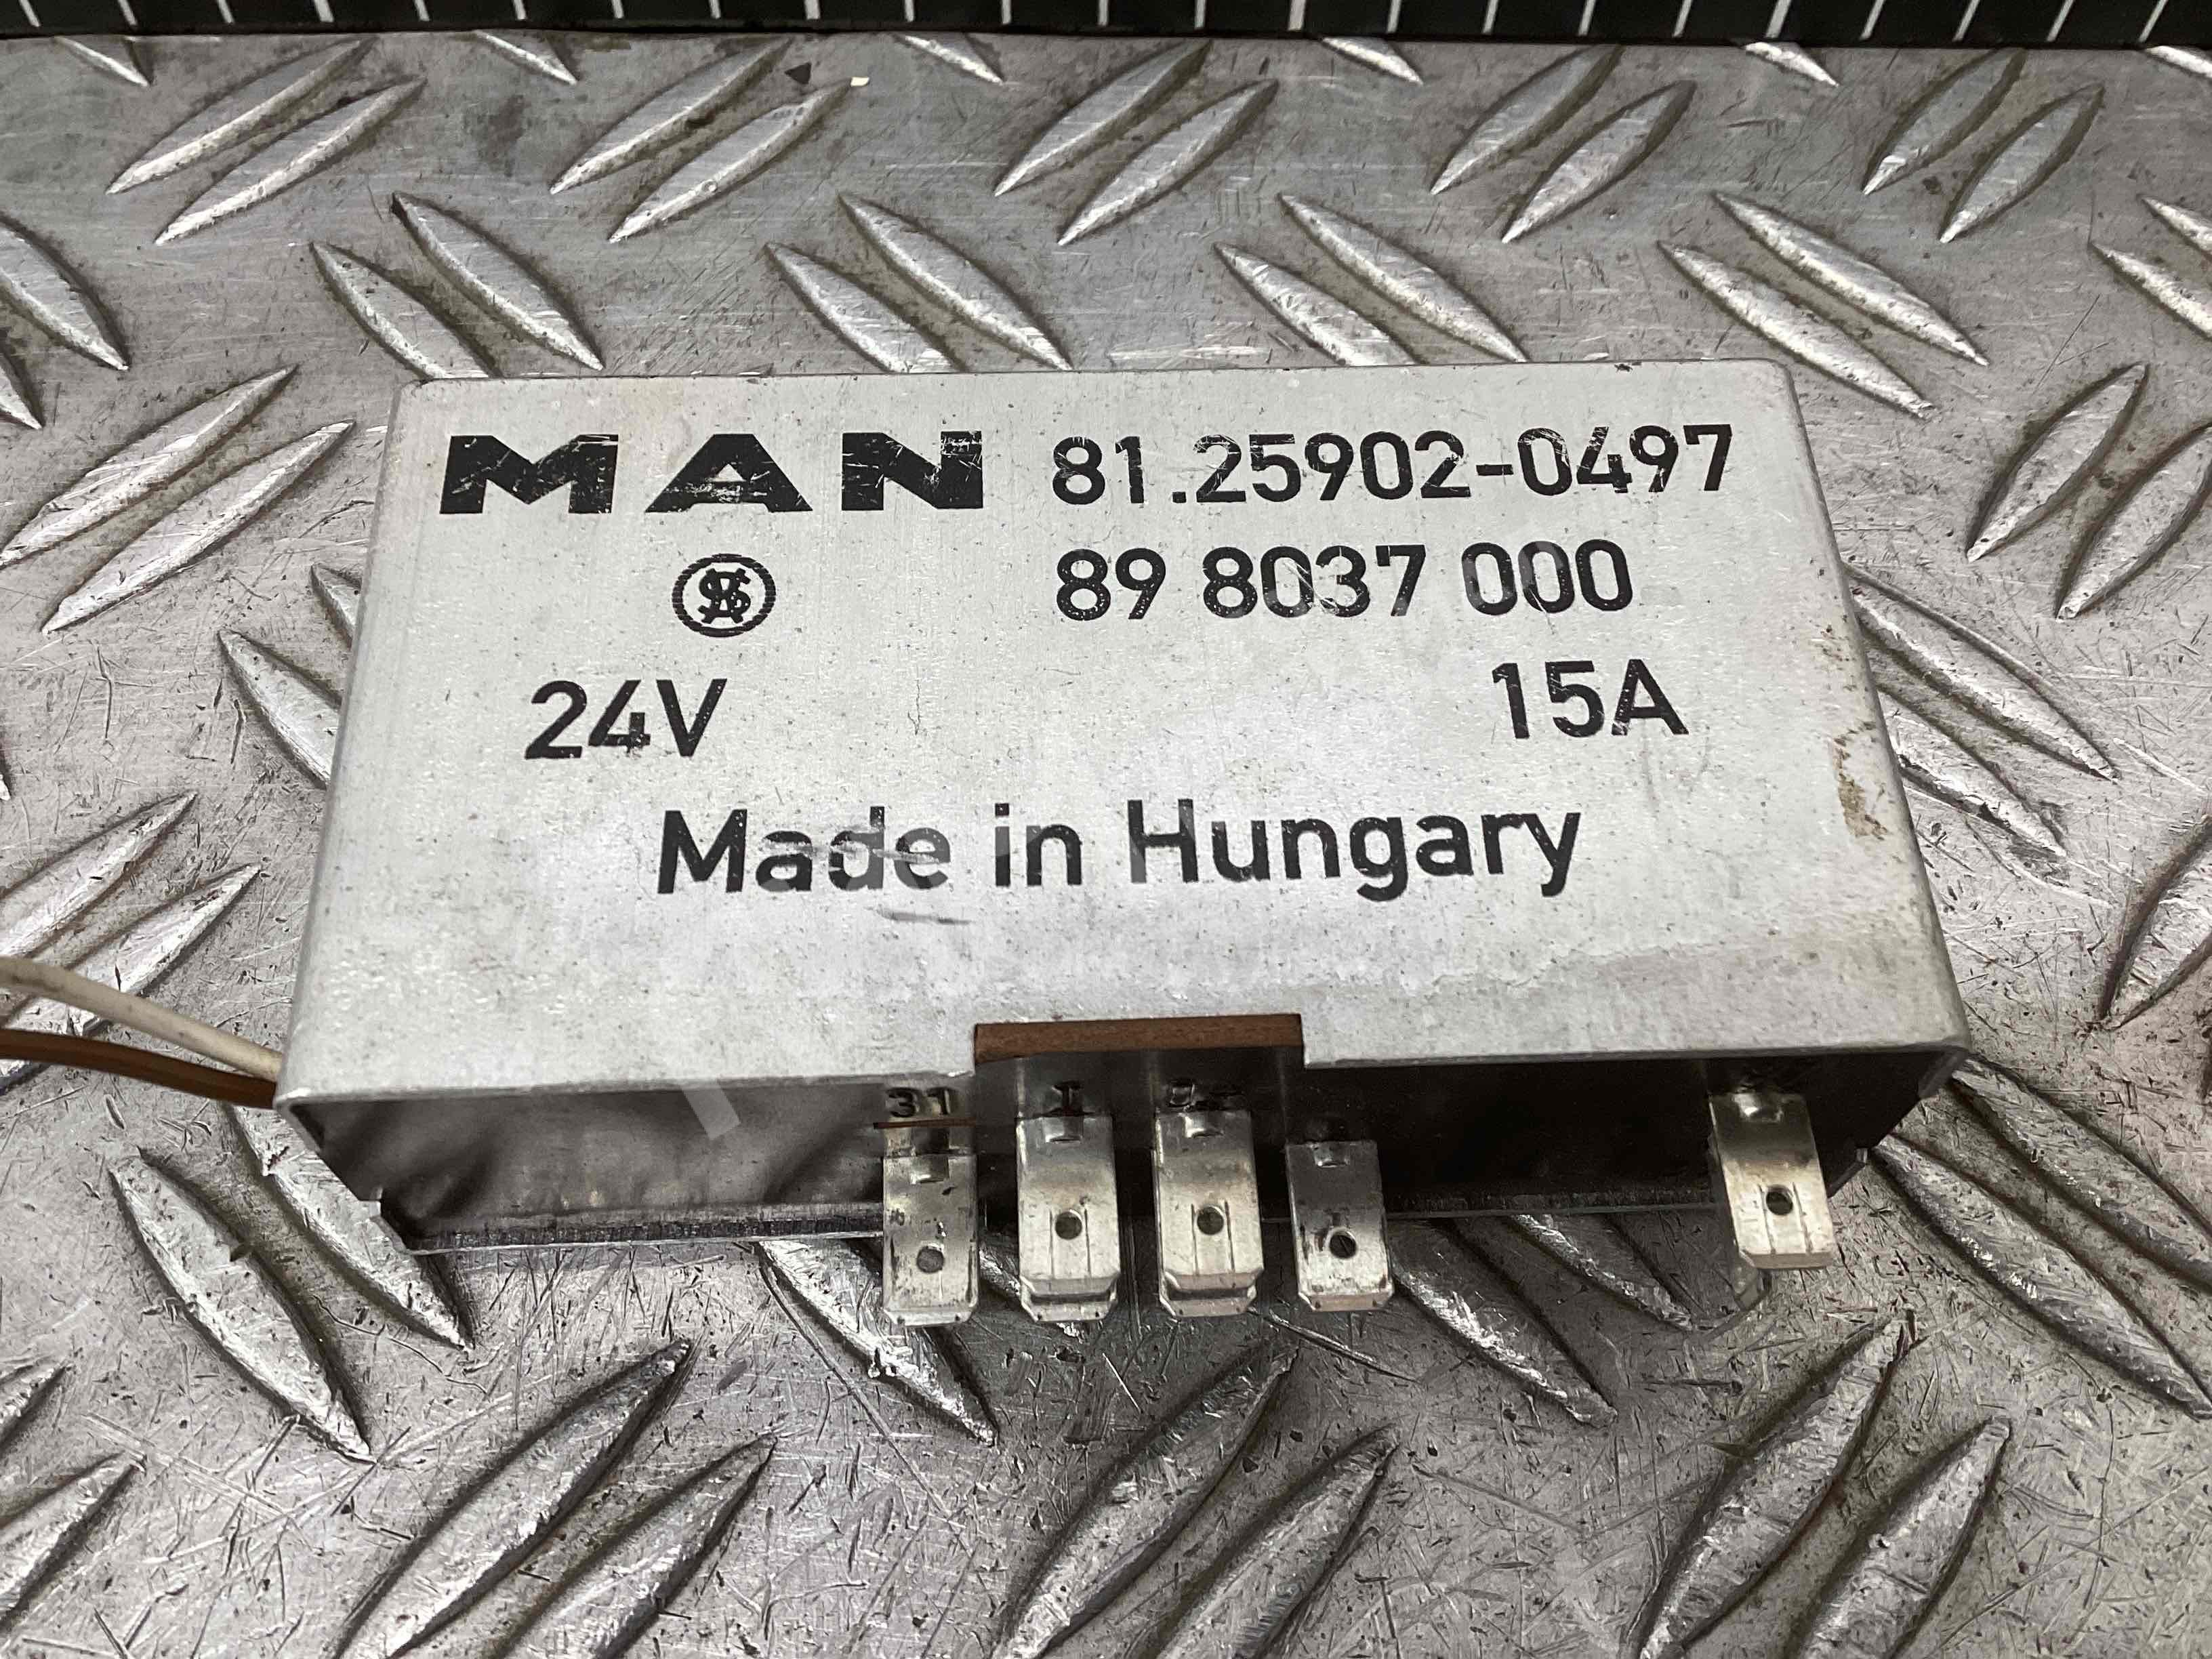 MAN 81.25902-0497
89 8037 000
24V 15A
Made in Hungary
31